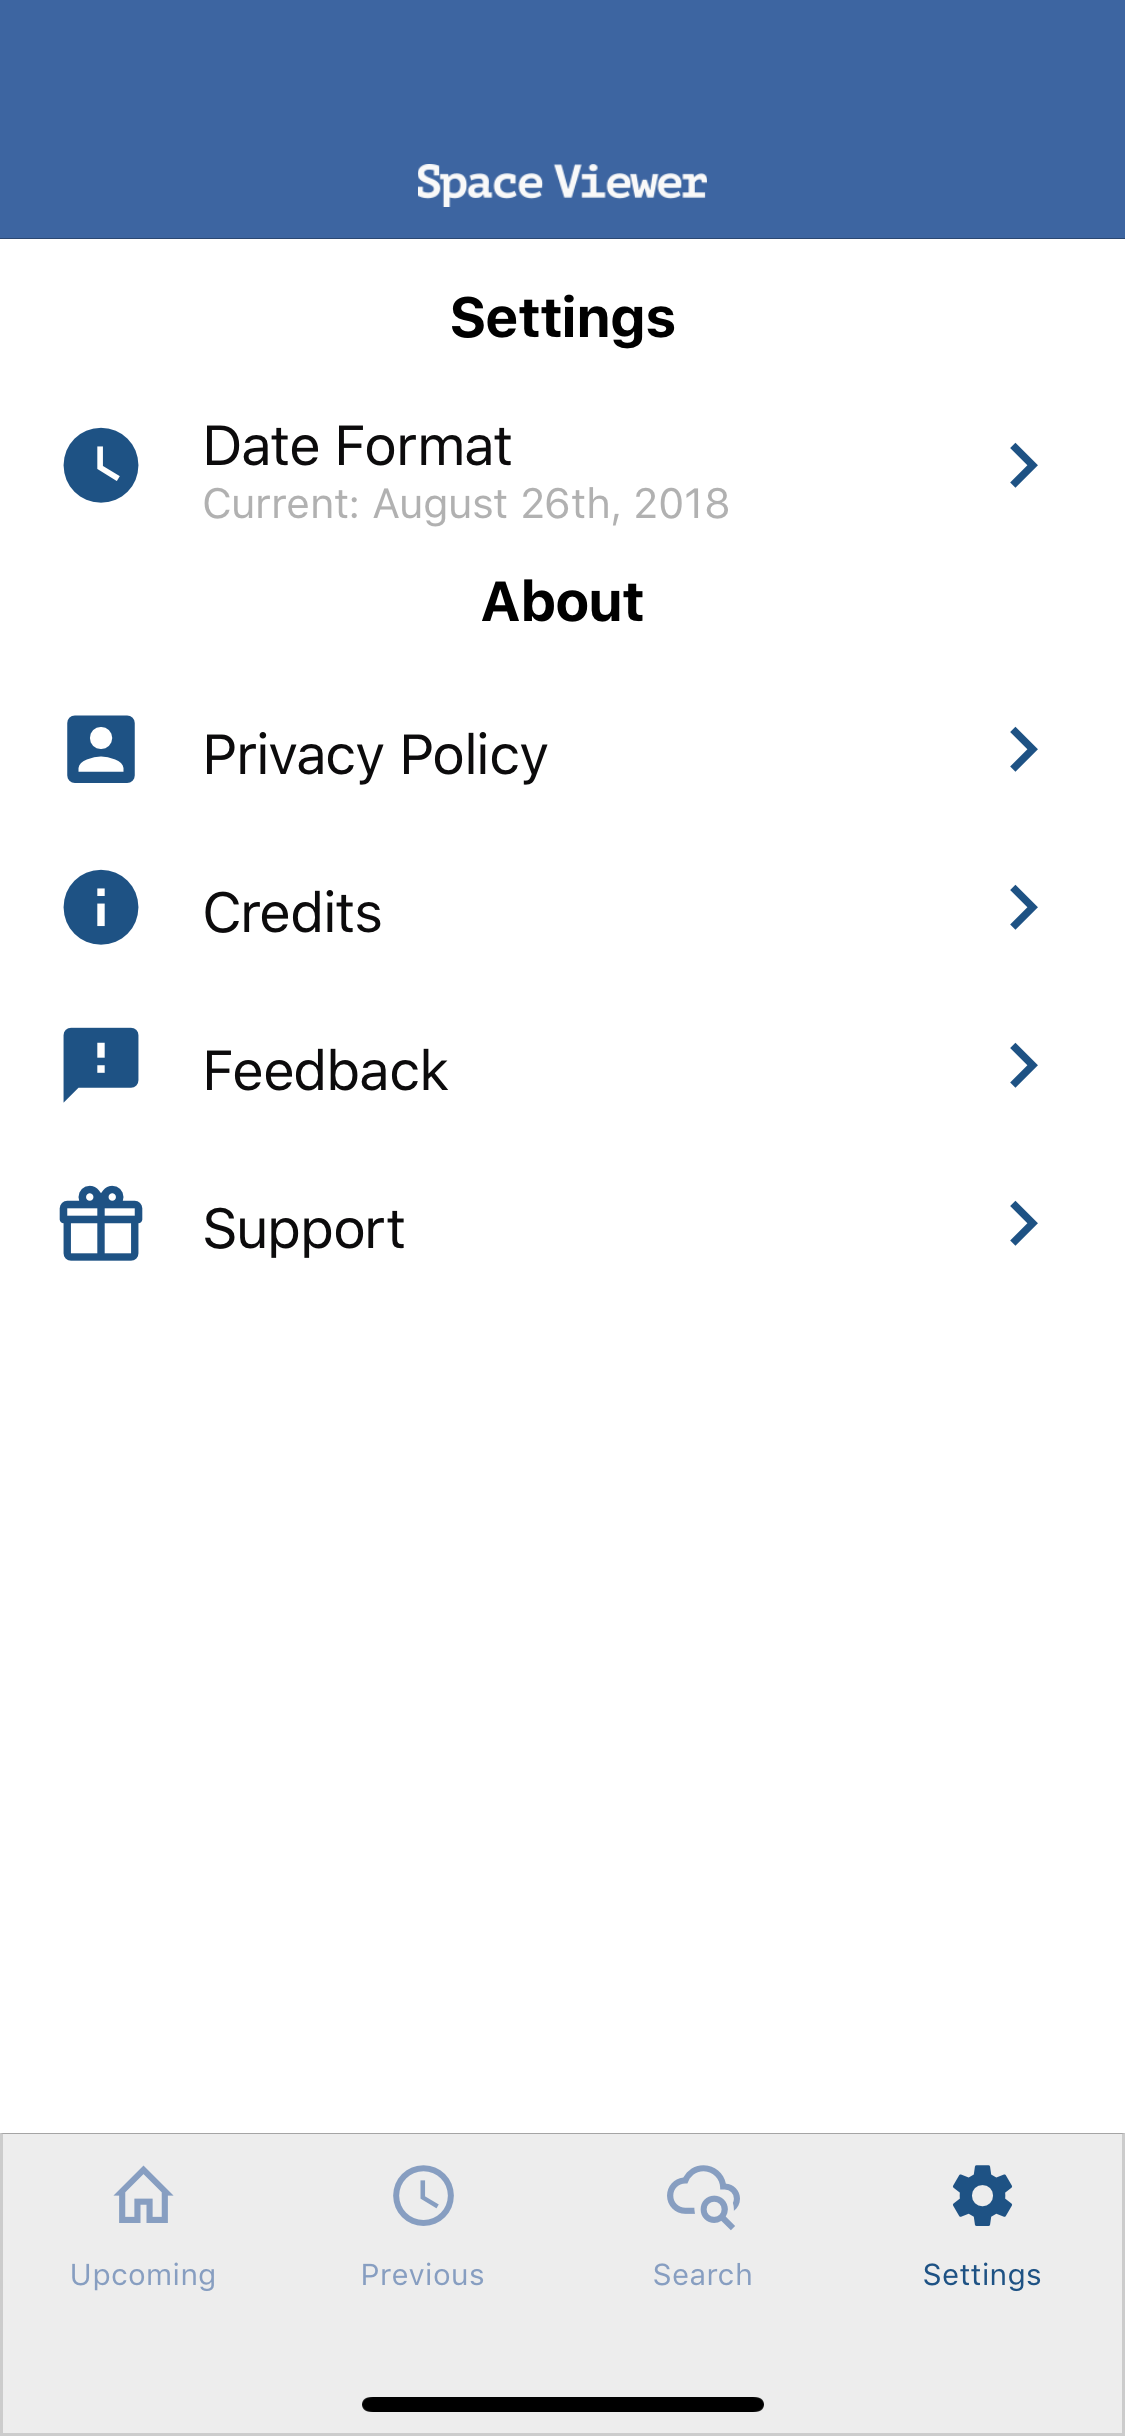 Space Viewer
Settings
Date Format
Current: August 26th, 2018
About
Privacy Policy
Credits
Feedback
Support
Upcoming
Previous
Search
Settings